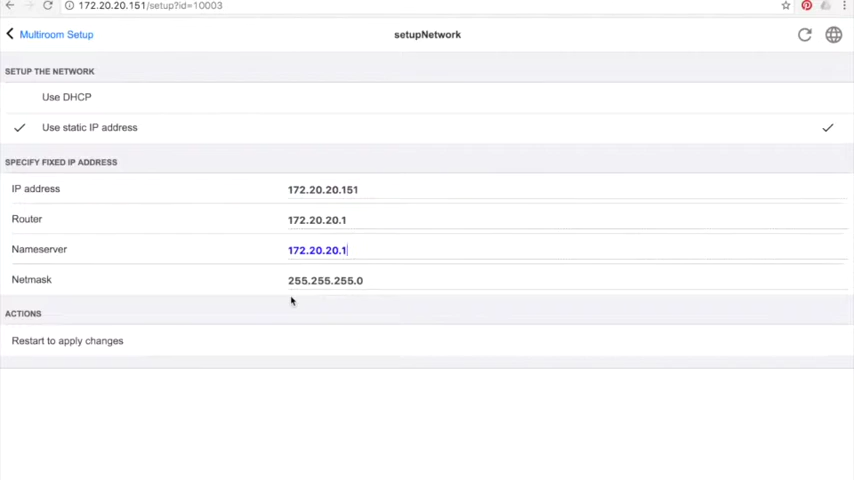 172.20.20.151/setup?id=10003
Multiroom Setup
setupNetwork
SETUP THE NETWORK
Use DHCP
Use static IP address
SPECIFY FIXED IP ADDRESS
IP address 172.20.20.151
Router 172.20.20.1
Nameserver 172.20.20.1
Netmask 255.255.255.0
ACTIONS
Restart to apply changes